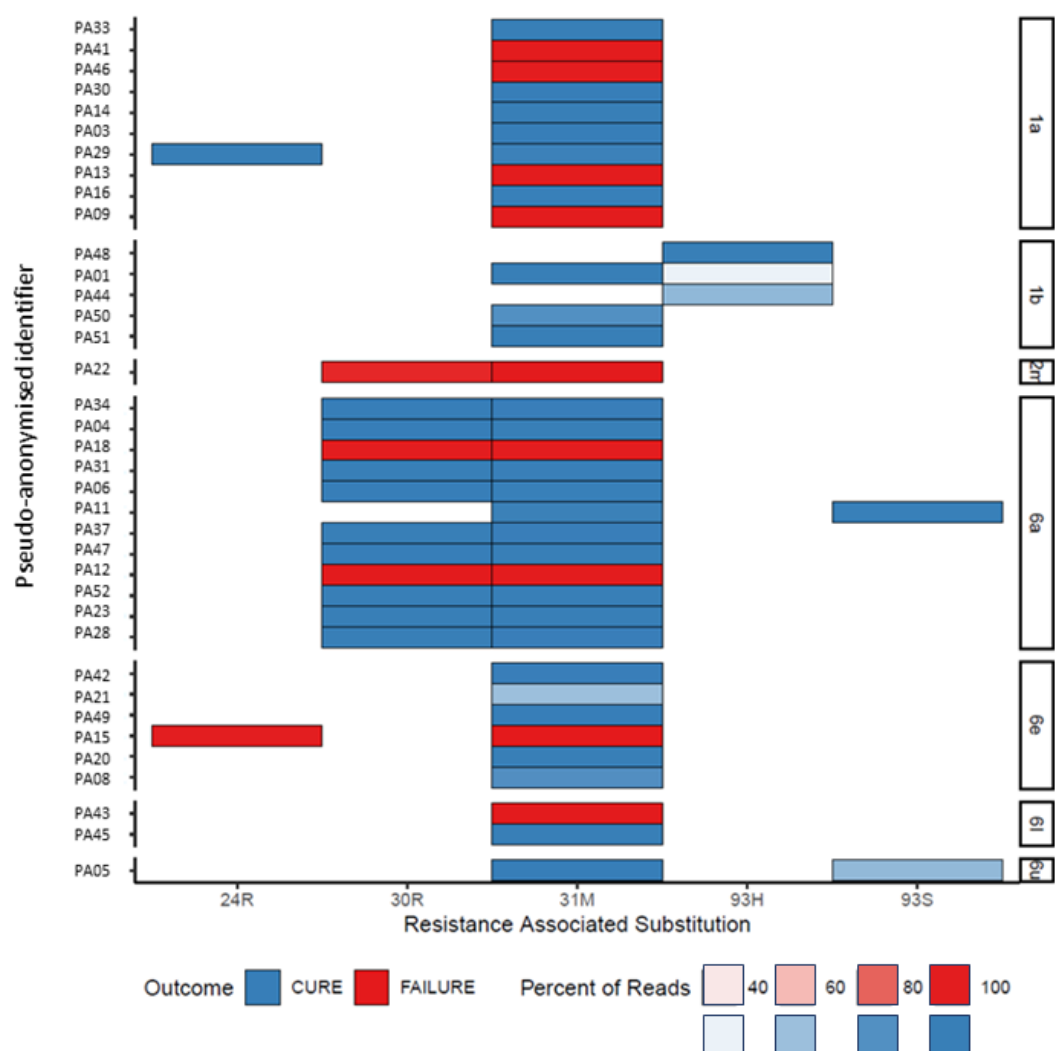 PA33
PA41
PA46
PA30
PA14
PA03
PA29
PA13
PA16
PA09
1a
PA48
PA01
PA44
PA50
PA51
1b
PA22
2m
PA34
PA04
PA18
PA31
PA06
PA11
PA37
PA47
PA12
PA52
PA23
PA28
6a
PA42
PA21
PA49
PA15
PA20
PA08
6e
PA43
PA45
6l
PA05
6u
Pseudo-anonymised identifier
24R 30R 31M 93H 93S
Resistance Associated Substitution
Outcome CURE FAILURE Percent of Reads 40 60 80 100